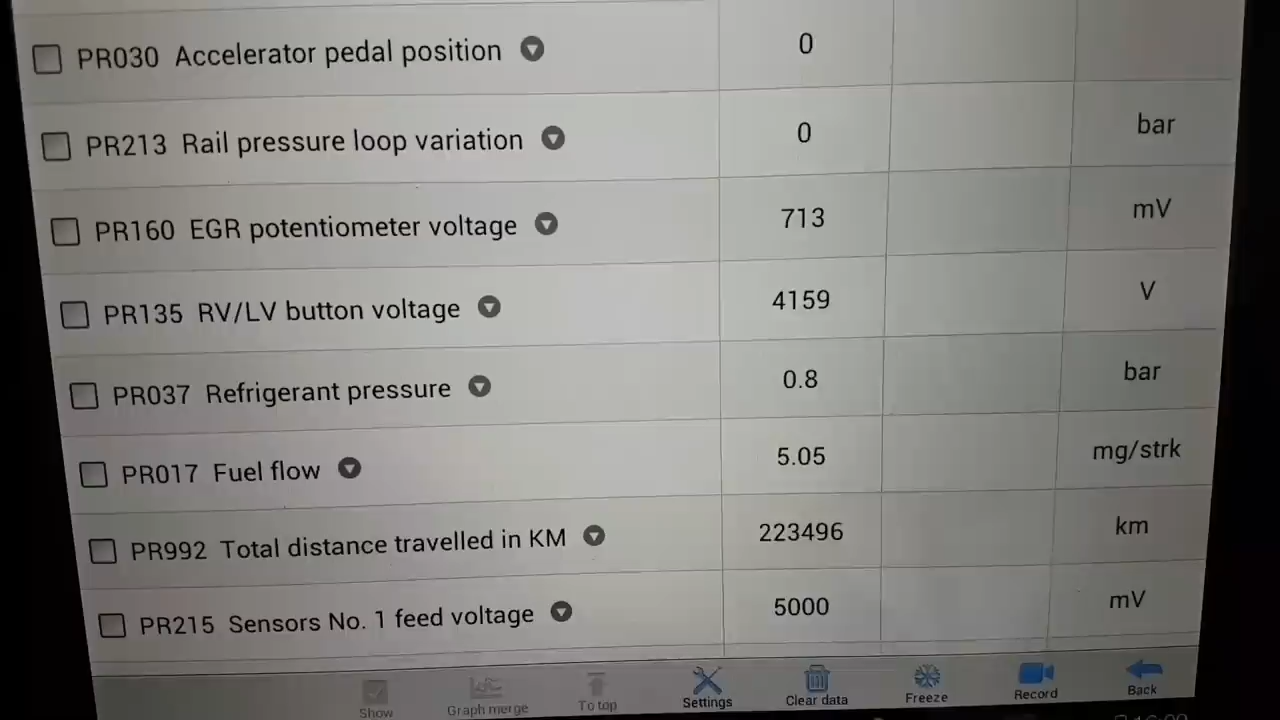 PR030 Accelerator pedal position 0
PR213 Rail pressure loop variation 0 bar
PR160 EGR potentiometer voltage 713 mV
PR135 RV/LV button voltage 4159 V
PR037 Refrigerant pressure 0.8 bar
PR017 Fuel flow 5.05 mg/strk
PR992 Total distance travelled in KM 223496 km
PR215 Sensors No. 1 feed voltage 5000 mV
Show Graph merge To top Settings Clear data Freeze Record Back